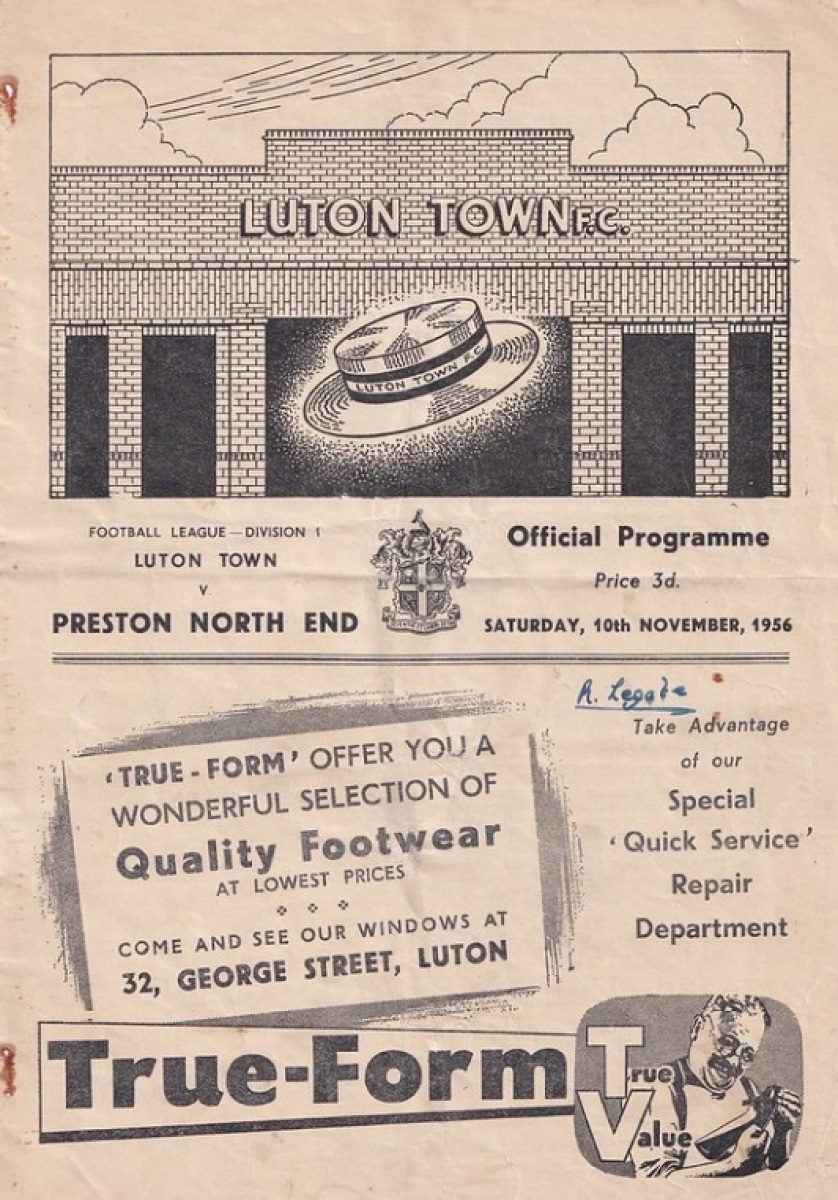 LUTON TOWN F.C.
LUTON TOWN F.C.
FOOTBALL LEAGUE — DIVISION 1
LUTON TOWN
v
PRESTON NORTH END
Official Programme
Price 3d.
SATURDAY, 10th NOVEMBER, 1956
'TRUE-FORM' OFFER YOU A
WONDERFUL SELECTION OF
Quality Footwear
AT LOWEST PRICES
COME AND SEE OUR WINDOWS AT
32, GEORGE STREET, LUTON
Take Advantage
of our
Special
'Quick Service'
Repair
Department
True-Form
True
Value